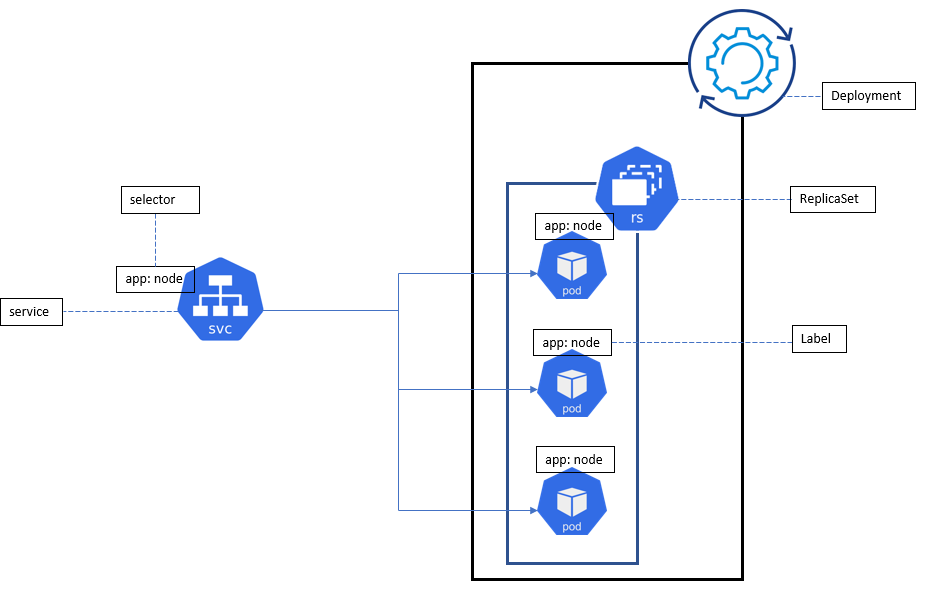 Deployment
ReplicaSet
rs
selector
app: node
pod
app: node
svc
service
app: node
pod
Label
app: node
pod